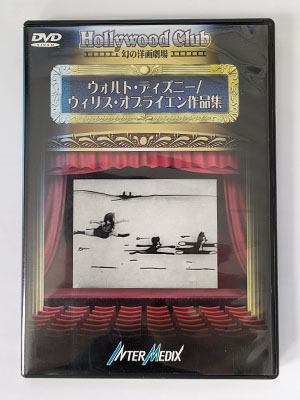 DVD
VIDEO
Hollywood Club
幻の洋画劇場
ウォルト・ディズニー/
ウィリス・オブライエン作品集
INTER MEDIX